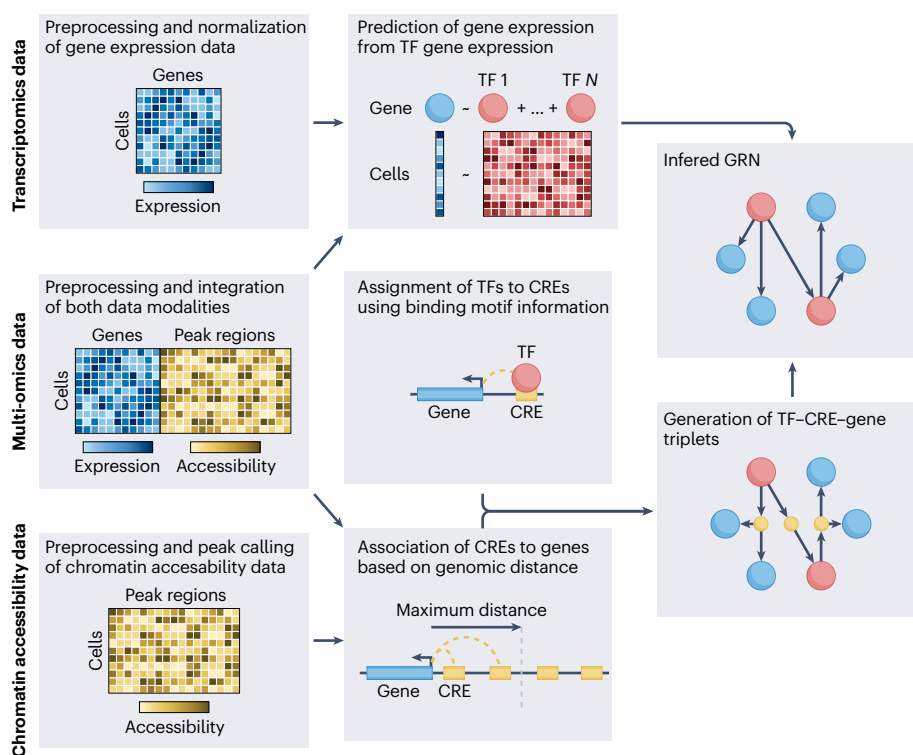 Transcriptomics data
Preprocessing and normalization
of gene expression data
Genes
Cells
Expression
Prediction of gene expression
from TF gene expression
TF 1
TF N
Gene
~
+ ... +
Cells
~
Infered GRN
Multi-omics data
Preprocessing and integration
of both data modalities
Genes
Peak regions
Cells
Expression
Accessibility
Assignment of TFs to CREs
using binding motif information
TF
Gene
CRE
Generation of TF–CRE–gene
triplets
Chromatin accessibility data
Preprocessing and peak calling
of chromatin accesability data
Peak regions
Cells
Accessibility
Association of CREs to genes
based on genomic distance
Maximum distance
Gene
CRE